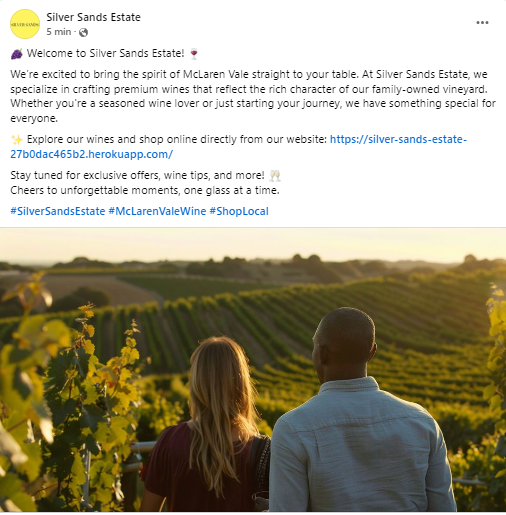 SILVER SANDS
Silver Sands Estate
5 min ·
🍇 Welcome to Silver Sands Estate! 🍷
We're excited to bring the spirit of McLaren Vale straight to your table. At Silver Sands Estate, we
specialize in crafting premium wines that reflect the rich character of our family-owned vineyard.
Whether you're a seasoned wine lover or just starting your journey, we have something special for
everyone.
✨ Explore our wines and shop online directly from our website: https://silver-sands-estate-
27b0dac465b2.herokuapp.com/
Stay tuned for exclusive offers, wine tips, and more! 🥂
Cheers to unforgettable moments, one glass at a time.
#SilverSandsEstate #McLarenValeWine #ShopLocal